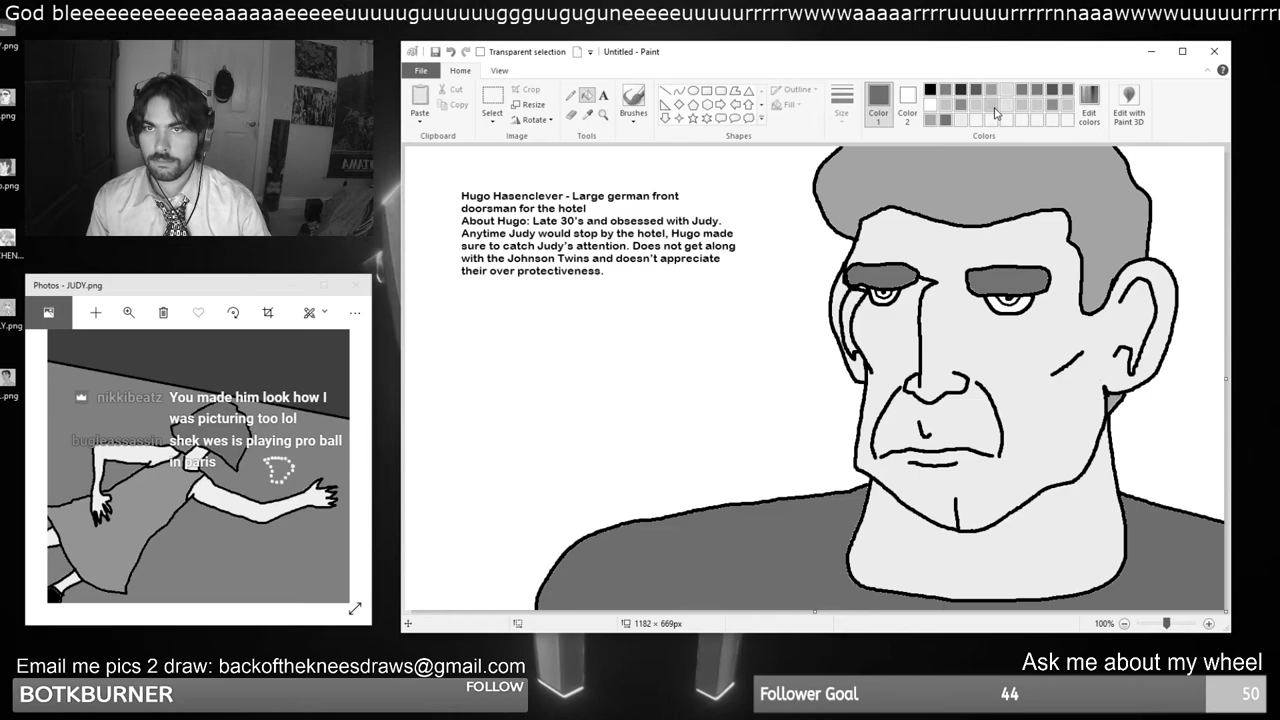 God bleeeeeeeeeaaaaaaeeeeuuuuuguuuuuuggguuguguneeeeeuuuurrrrrwwwwaaaarrrruuuuurrrrrnnaaawwwwuuuuurrrr
Transparent selection
Untitled - Paint
File
Home
View
Paste
Cut
Copy
Clipboard
Select
Crop
Resize
Rotate
Image
Tools
Brushes
Shapes
Outline
Fill
Size
Color 1
Color 2
Colors
Edit colors
Edit with Paint 3D
Hugo Hasenclever - Large german front
doorsman for the hotel
About Hugo: Late 30's and obsessed with Judy.
Anytime Judy would stop by the hotel, Hugo made
sure to catch Judy's attention. Does not get along
with the Johnson Twins and doesn't appreciate
their over protectiveness.
Photos - JUDY.png
nikkibeatz You made him look how I
was picturing too lol
bugleassassin shek wes is playing pro ball
in paris
1182 × 669px
100%
Email me pics 2 draw: backofthekneesdraws@gmail.com
Ask me about my wheel
BOTKBURNER
FOLLOW
Follower Goal 44 50